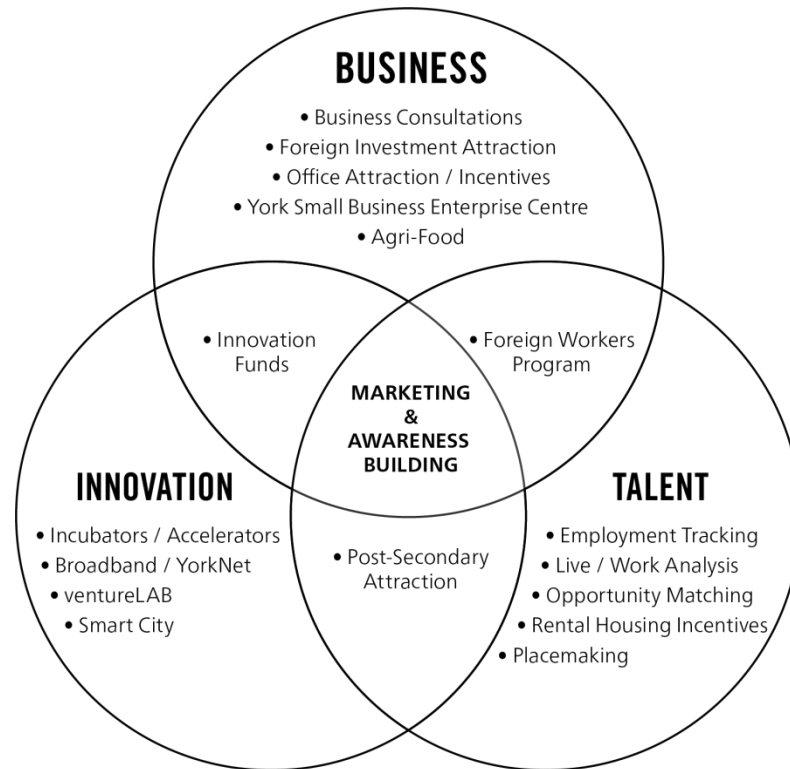 BUSINESS
• Business Consultations
• Foreign Investment Attraction
• Office Attraction / Incentives
• York Small Business Enterprise Centre
• Agri-Food
• Innovation
Funds
• Foreign Workers
Program
MARKETING
&
AWARENESS
BUILDING
INNOVATION
• Incubators / Accelerators
• Broadband / YorkNet
• ventureLAB
• Smart City
• Post-Secondary
Attraction
TALENT
• Employment Tracking
• Live / Work Analysis
• Opportunity Matching
• Rental Housing Incentives
• Placemaking